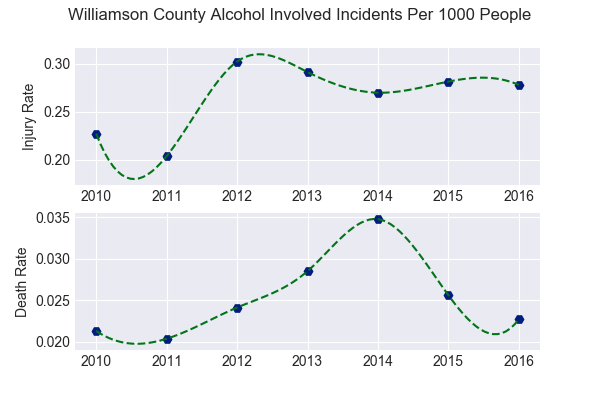 Williamson County Alcohol Involved Incidents Per 1000 People
0.30
0.25
0.20
Injury Rate
2010 2011 2012 2013 2014 2015 2016
0.035
0.030
0.025
0.020
Death Rate
2010 2011 2012 2013 2014 2015 2016